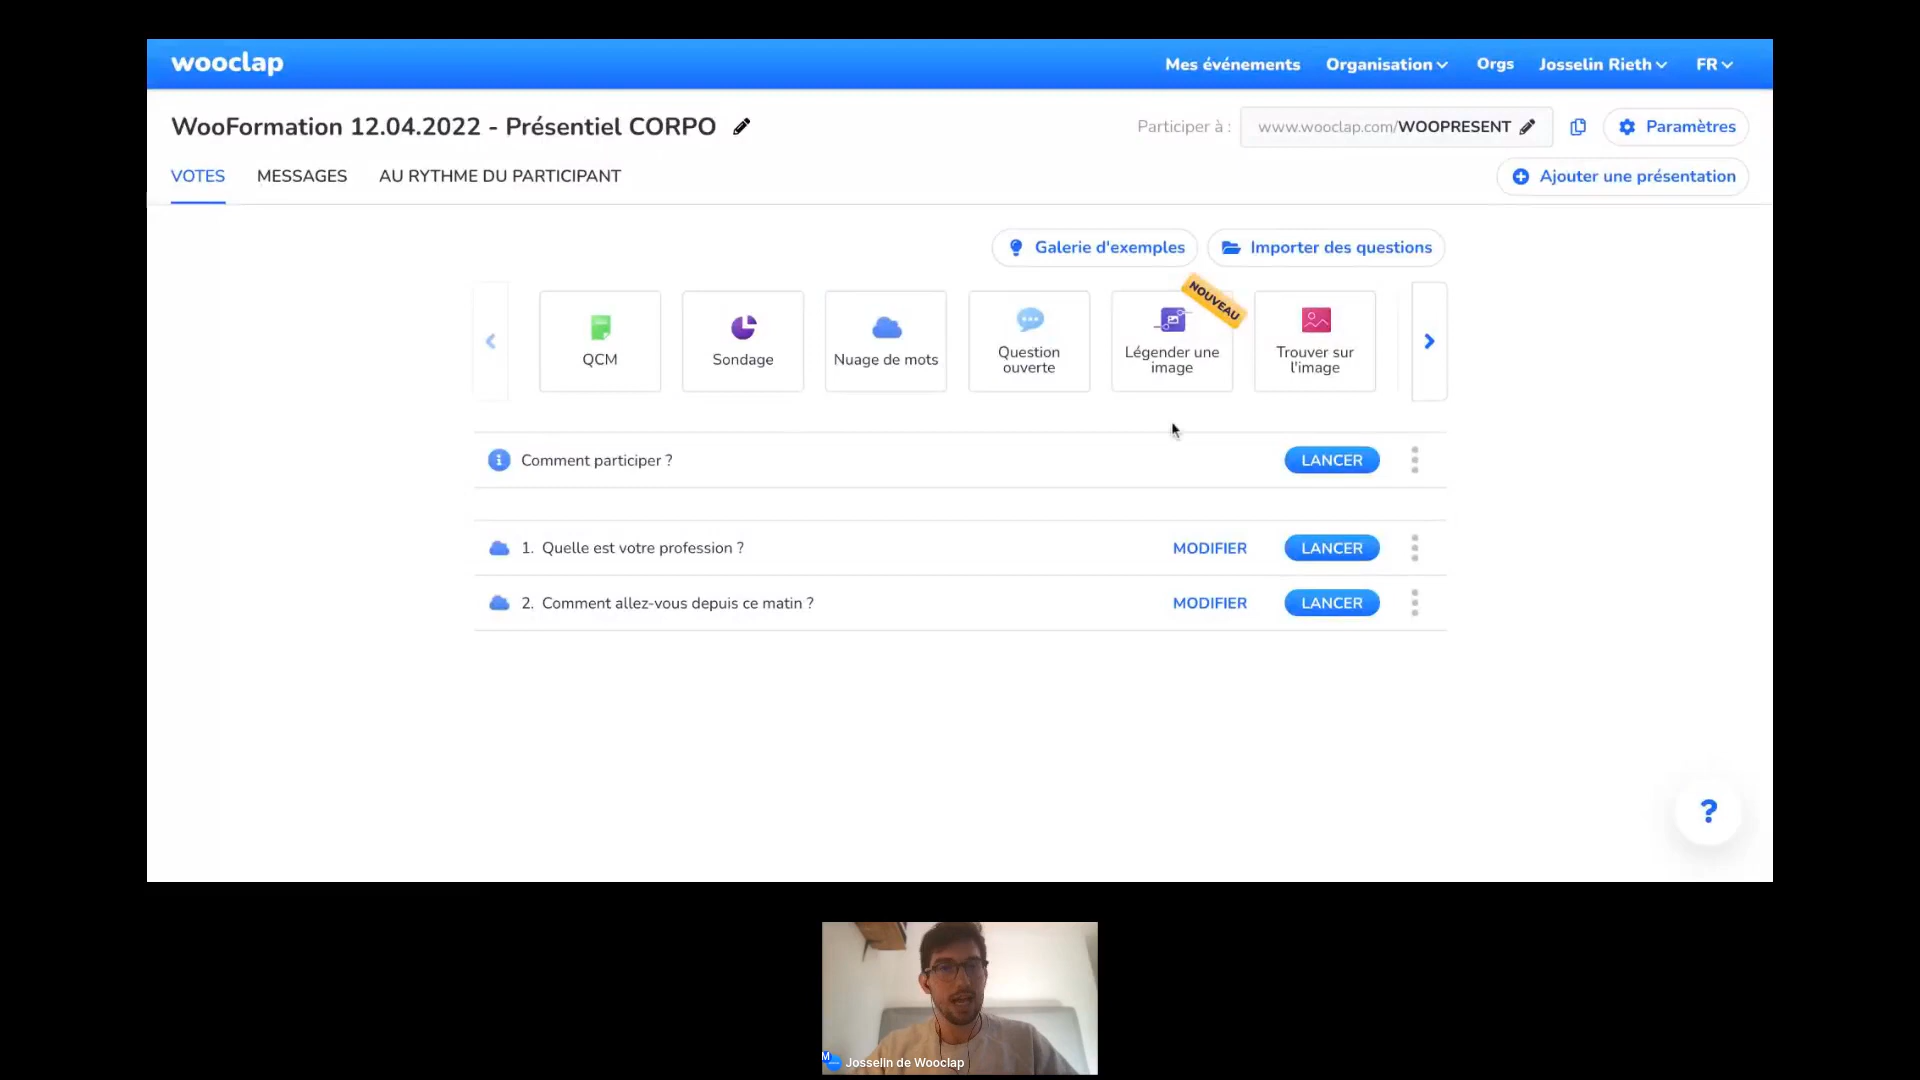 wooclap
Mes événements
Organisation
Orgs
Josselin Rieth
FR
WooFormation 12.04.2022 - Présentiel CORPO
Participer à :
www.wooclap.com/WOOPRESENT
Paramètres
VOTES
MESSAGES
AU RYTHME DU PARTICIPANT
Ajouter une présentation
Galerie d'exemples
Importer des questions
QCM
Sondage
Nuage de mots
Question
ouverte
NOUVEAU
Légender une
image
Trouver sur
l'image
Comment participer ?
LANCER
1. Quelle est votre profession ?
MODIFIER
LANCER
2. Comment allez-vous depuis ce matin ?
MODIFIER
LANCER
?
M
Josselin de Wooclap